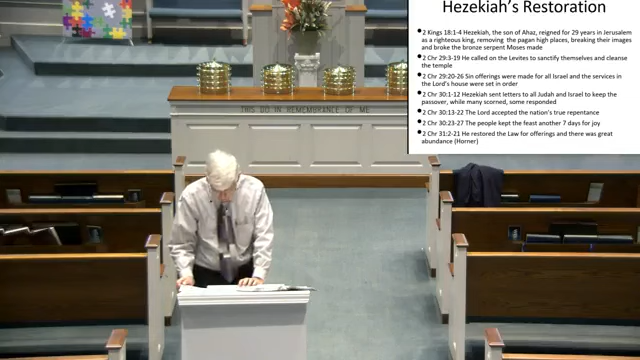 Hezekiah's Restoration
•2 Kings 18:1-4 Hezekiah, the son of Ahaz, reigned for 29 years in Jerusalem
as a righteous king, removing the pagan high places, breaking their images
and broke the bronze serpent Moses made
•2 Chr 29:3-19 He called on the Levites to sanctify themselves and cleanse
the temple
•2 Chr 29:20-26 Sin offerings were made for all Israel and the services in
the Lord's house were set in order
•2 Chr 30:1-12 Hezekiah sent letters to all Judah and Israel to keep the
passover, while many scorned, some responded
•2 Chr 30:13-22 The Lord accepted the nation's true repentance
•2 Chr 30:23-27 The people kept the feast another 7 days for joy
•2 Chr 31:2-21 He restored the Law for offerings and there was great
abundance (Horner)
THIS DO IN REMEMBRANCE OF ME